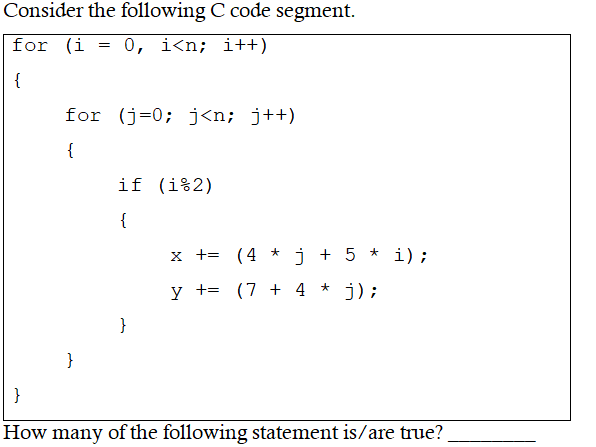 Consider the following C code segment.
for (i = 0, i<n; i++)
{
for (j=0; j<n; j++)
{
if (i%2)
{
x += (4 * j + 5 * i);
y += (7 + 4 * j);
}
}
}
How many of the following statement is/are true? ________